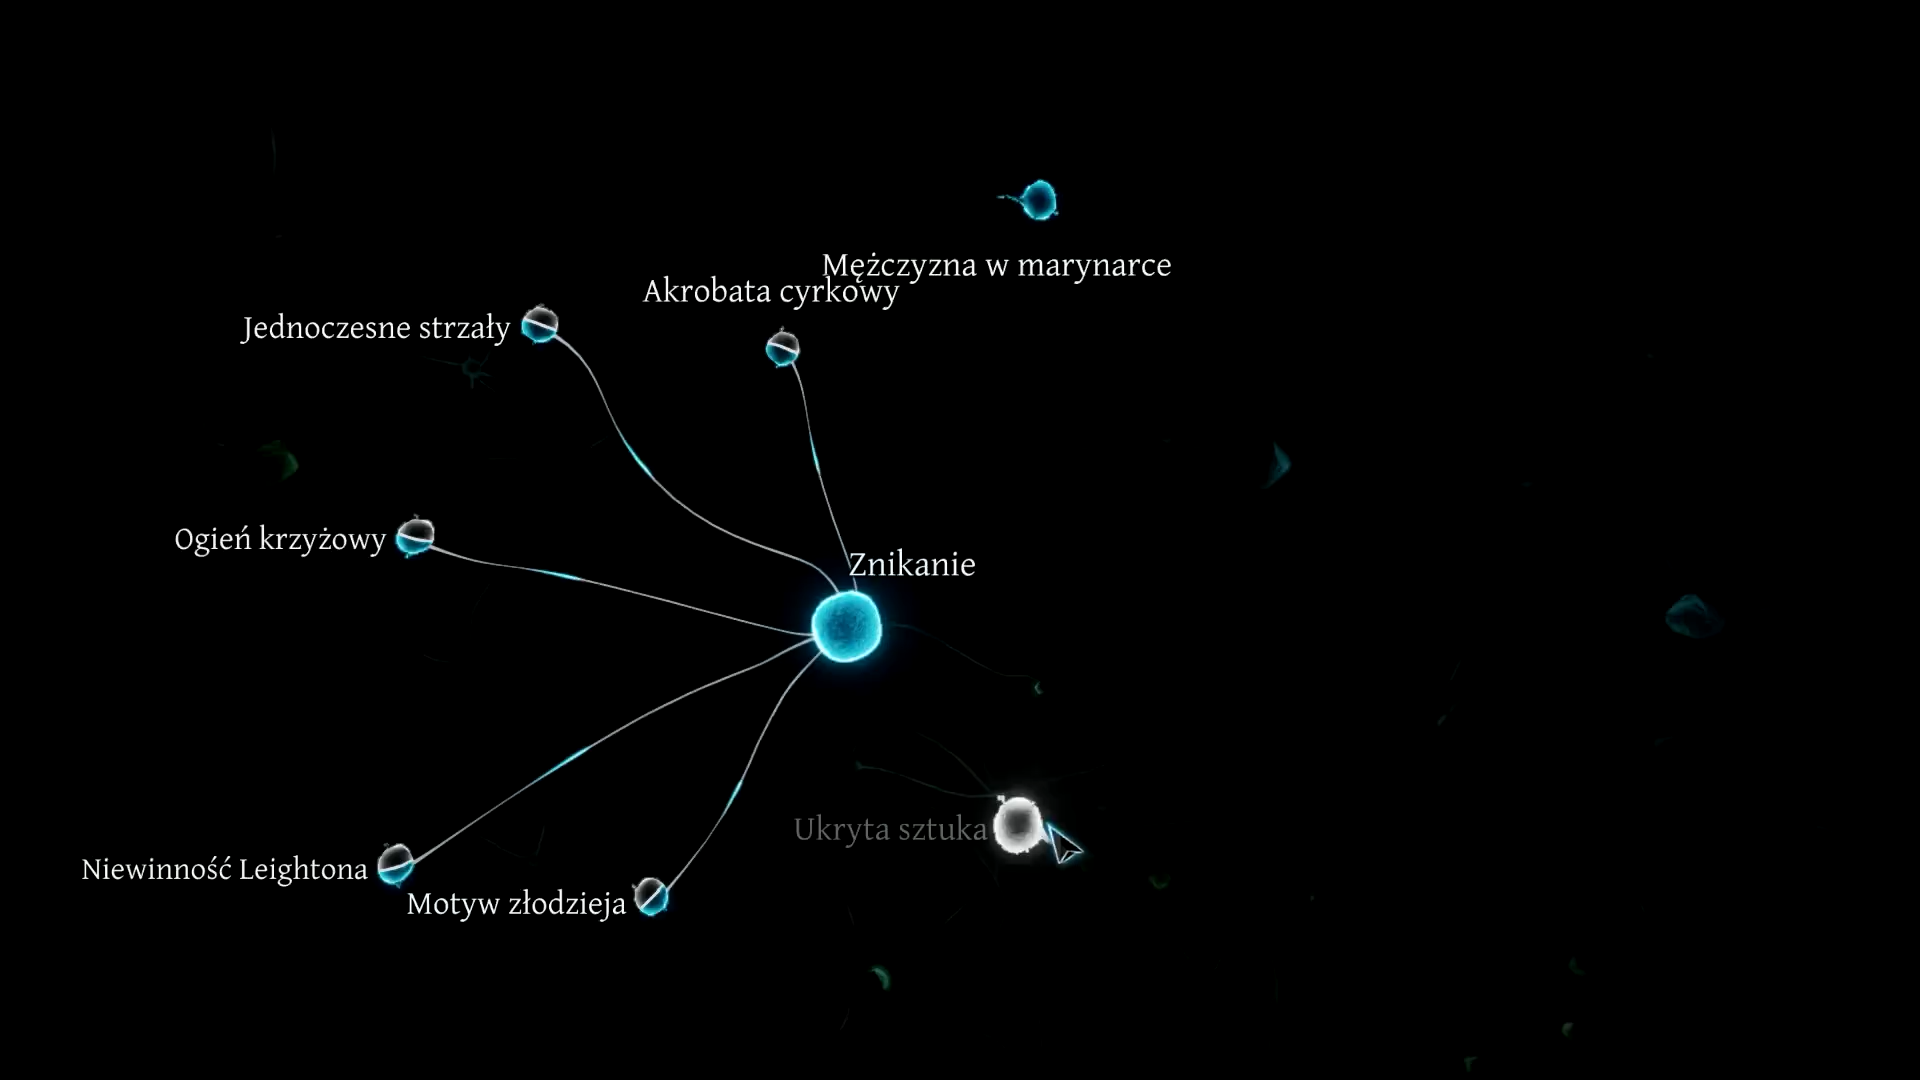 Mężczyzna w marynarce
Akrobata cyrkowy
Jednoczesne strzały
Ogień krzyżowy
Znikanie
Ukryta sztuka
Niewinność Leightona
Motyw złodzieja